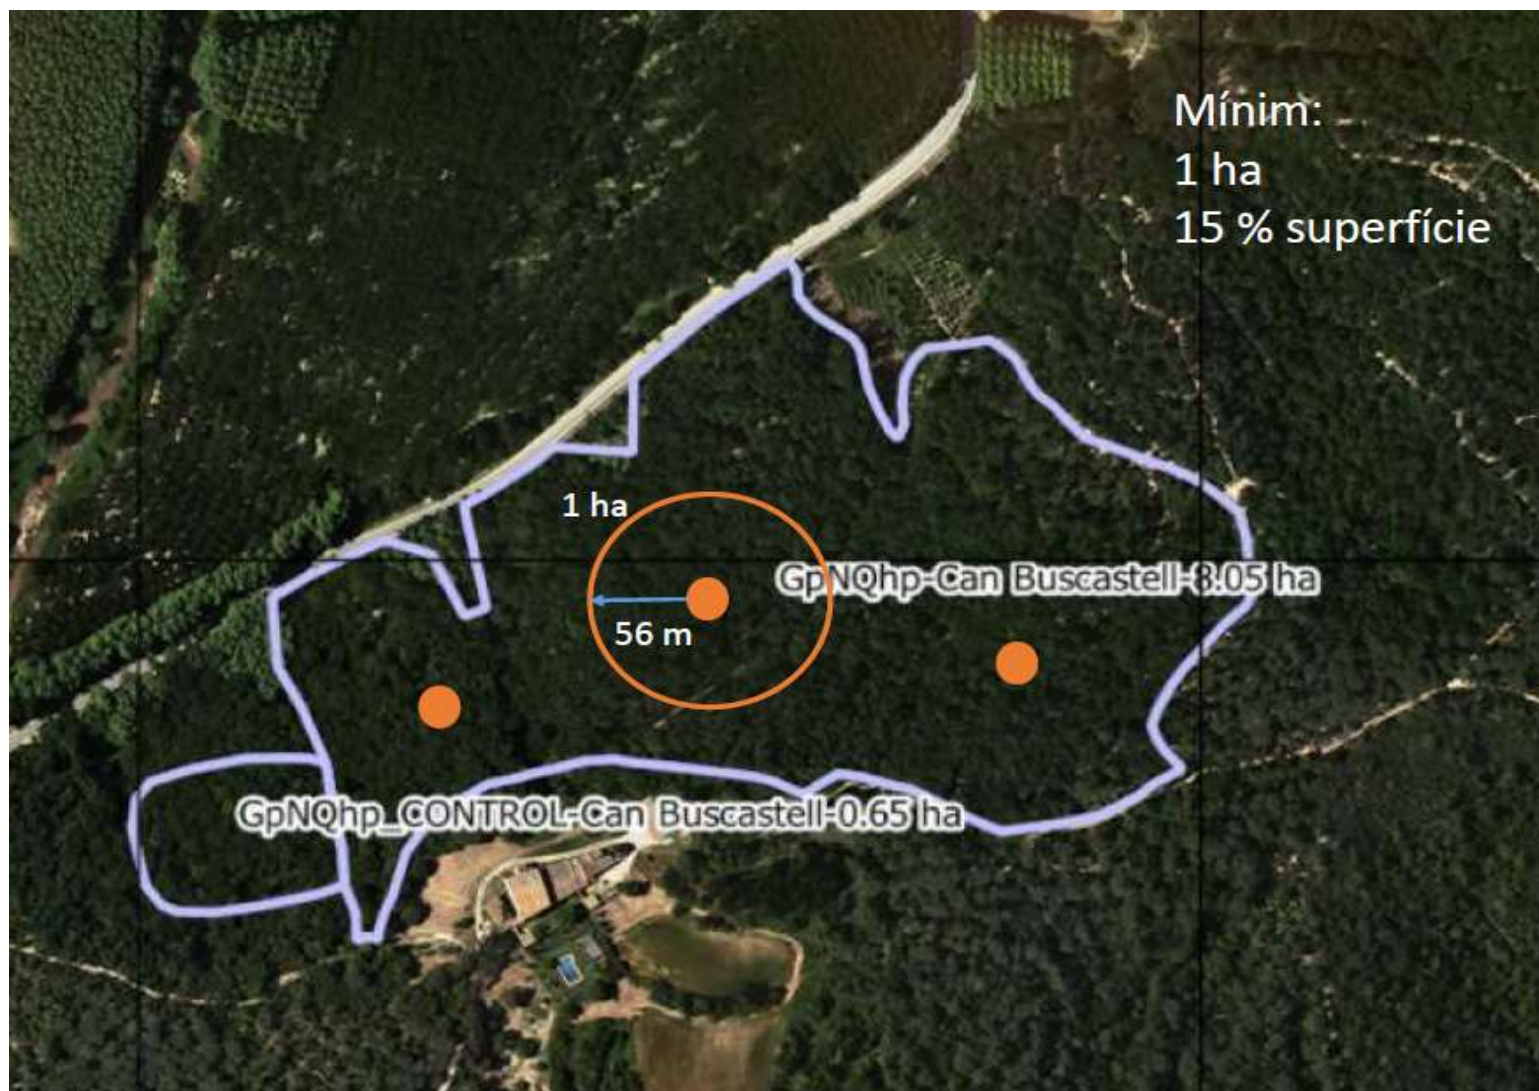 Mínim:
1 ha
15 % superfície
1 ha
GpNQhp-Can Buscastell-8.05 ha
56 m
GpNQhp_CONTROL-Can Buscastell-0.65 ha